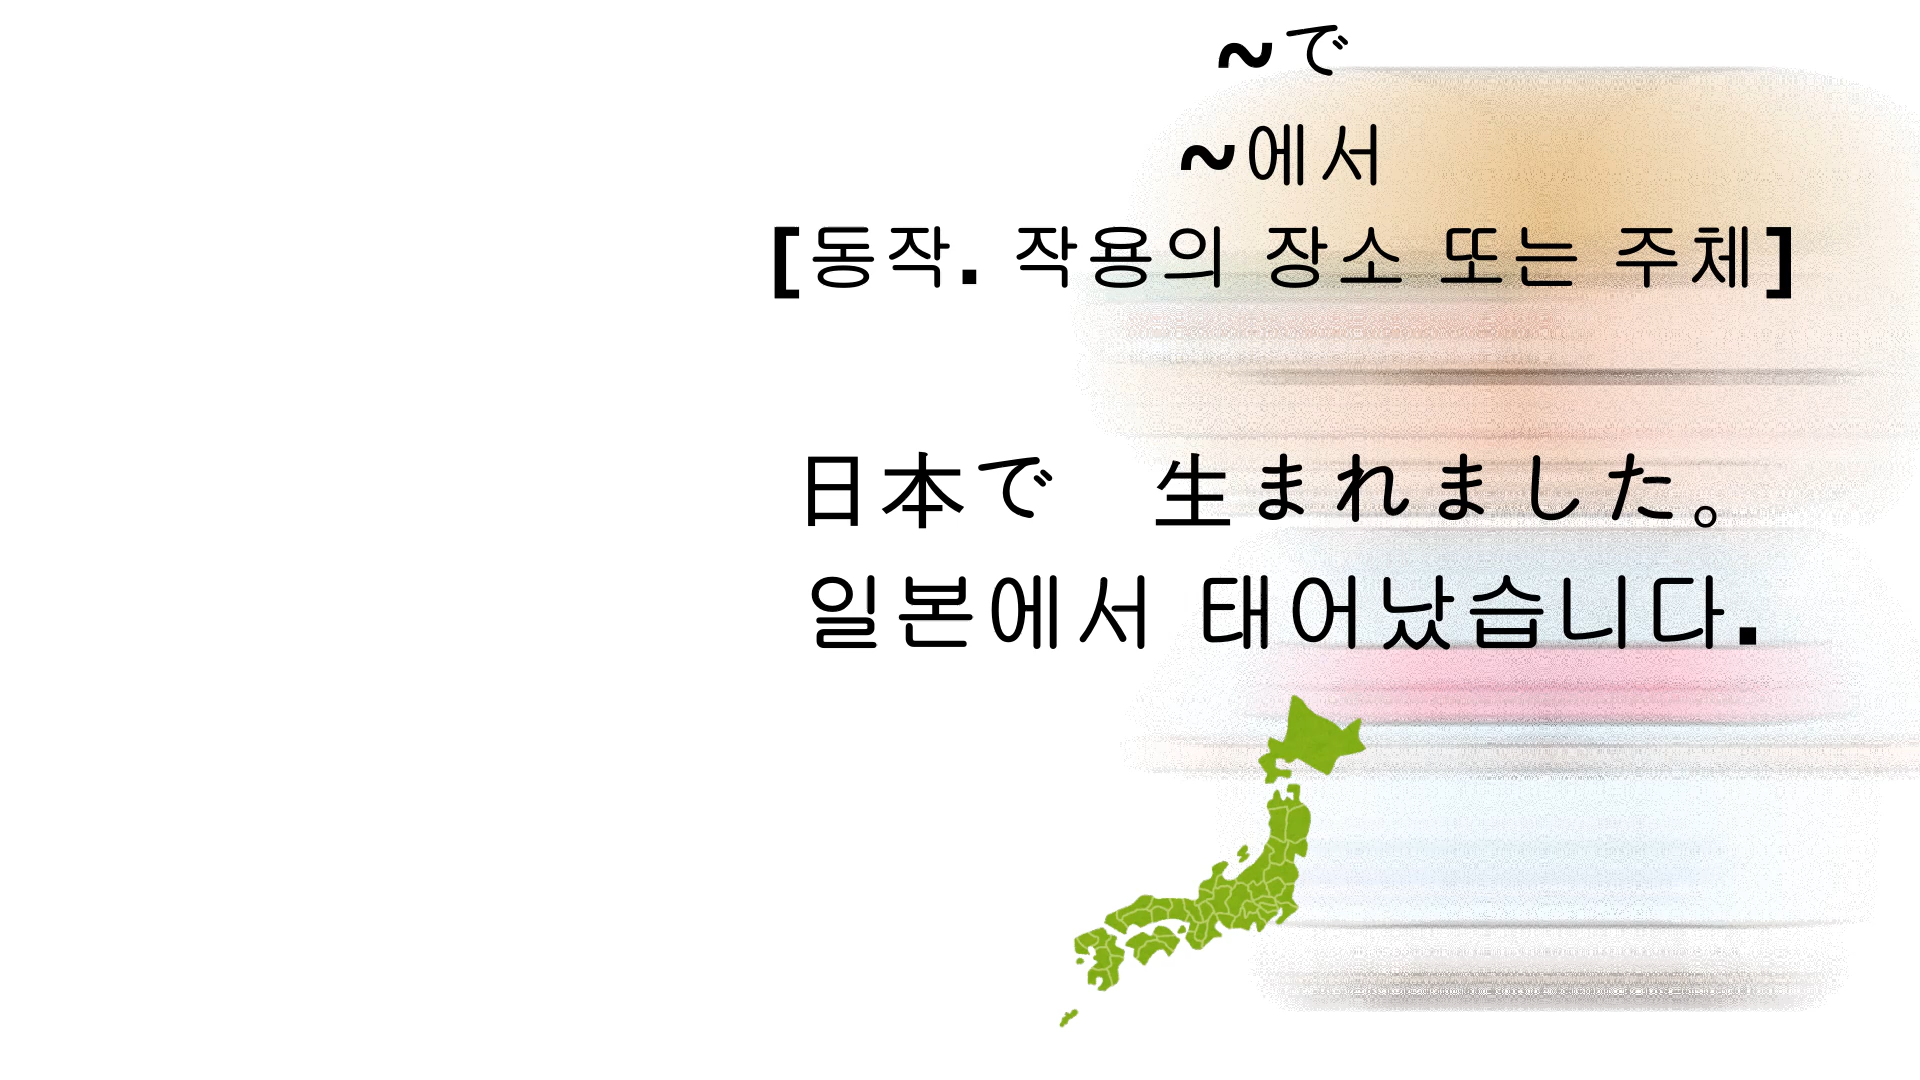 ~で
~에서
[동작. 작용의 장소 또는 주체]
日本で　生まれました。
일본에서 태어났습니다.